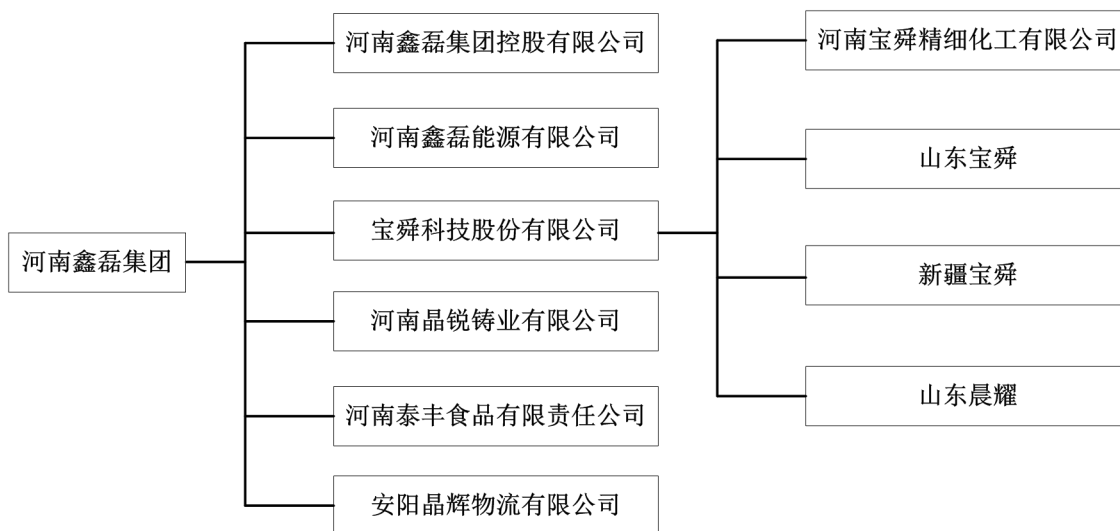 河南鑫磊集团
河南鑫磊集团控股有限公司
河南鑫磊能源有限公司
宝舜科技股份有限公司
河南晶锐铸业有限公司
河南泰丰食品有限责任公司
安阳晶辉物流有限公司
河南宝舜精细化工有限公司
山东宝舜
新疆宝舜
山东晨耀